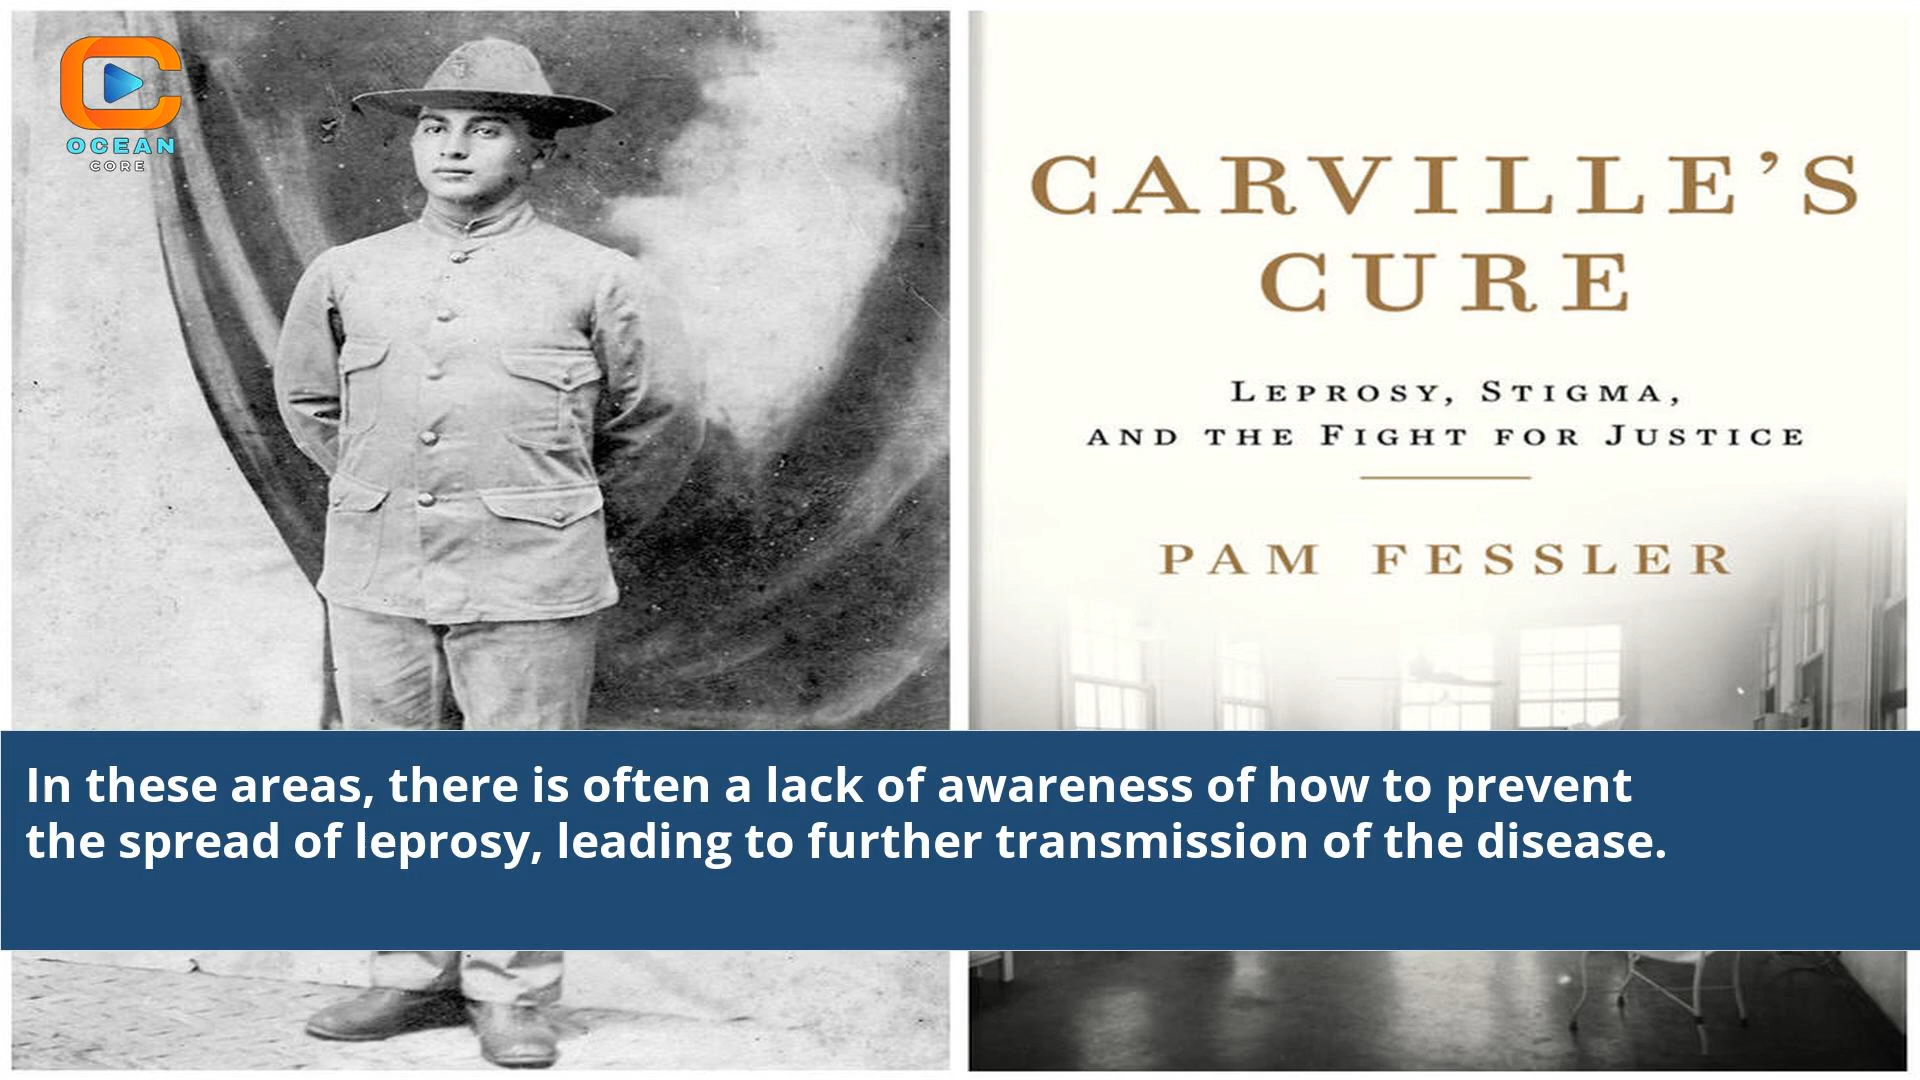 OCEAN
CORE
CARVILLE’S
CURE
LEPROSY, STIGMA,
AND THE FIGHT FOR JUSTICE
PAM FESSLER
In these areas, there is often a lack of awareness of how to prevent
the spread of leprosy, leading to further transmission of the disease.